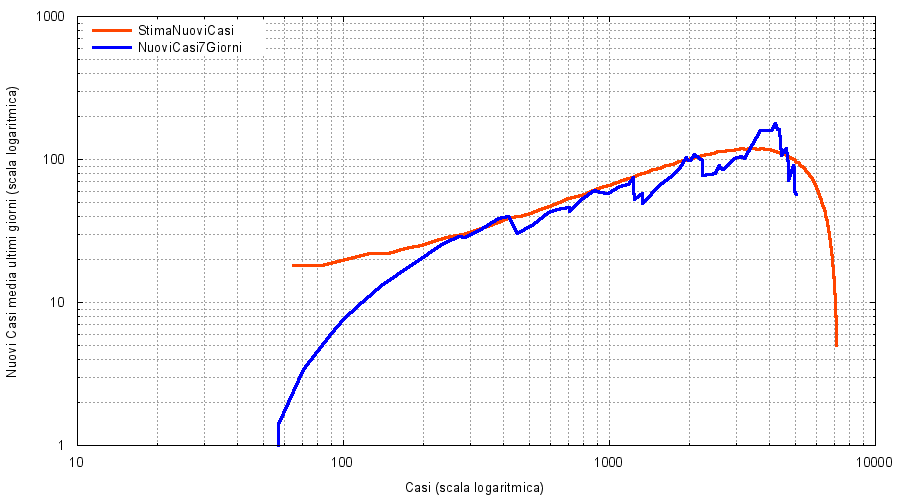 1000
StimaNuoviCasi
NuoviCasi7Giorni
100
10
1
10
100
1000
10000
Nuovi Casi media ultimi giorni (scala logaritmica)
Casi (scala logaritmica)